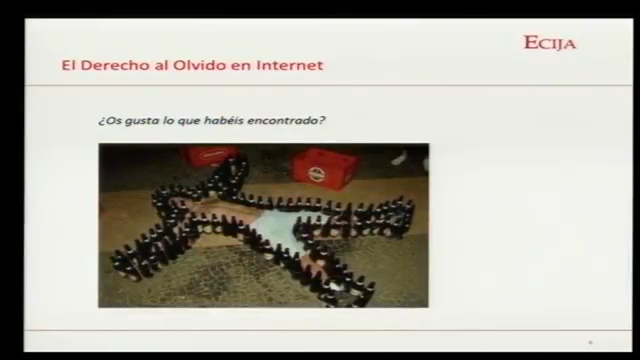 ECIJA
El Derecho al Olvido en Internet
¿Os gusta lo que habéis encontrado?